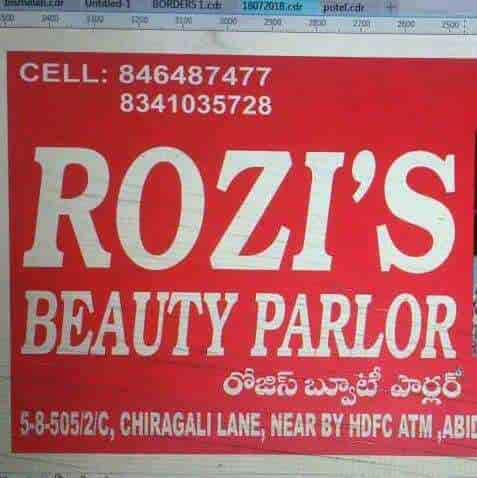 Untitled-1 BORDERS 1.cdr 18072018.cdr potel.cdr
CELL: 846487477
8341035728
ROZI'S
BEAUTY PARLOR
రోజిస్ బ్యూటీ పార్లర్
5-8-505/2/C, CHIRAGALI LANE, NEAR BY HDFC ATM ,ABID